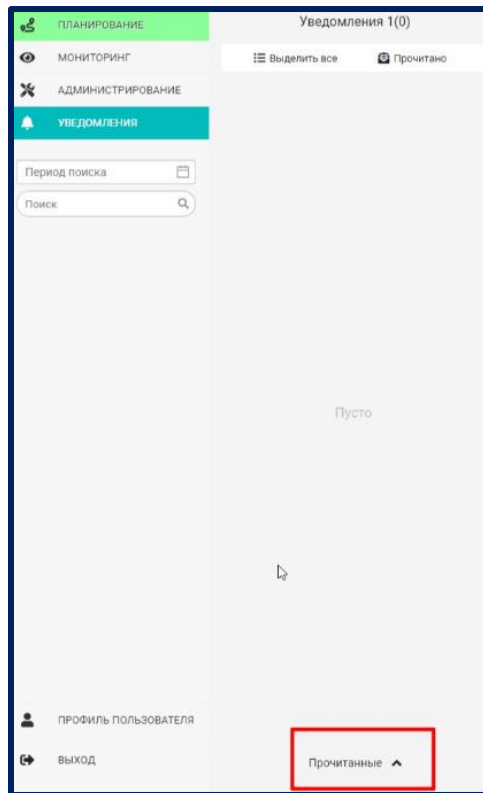 ПЛАНИРОВАНИЕ
МОНИТОРИНГ
АДМИНИСТРИРОВАНИЕ
УВЕДОМЛЕНИЯ
Период поиска
Поиск
ПРОФИЛЬ ПОЛЬЗОВАТЕЛЯ
ВЫХОД
Уведомления 1(0)
Выделить все Прочитано
Пусто
Прочитанные